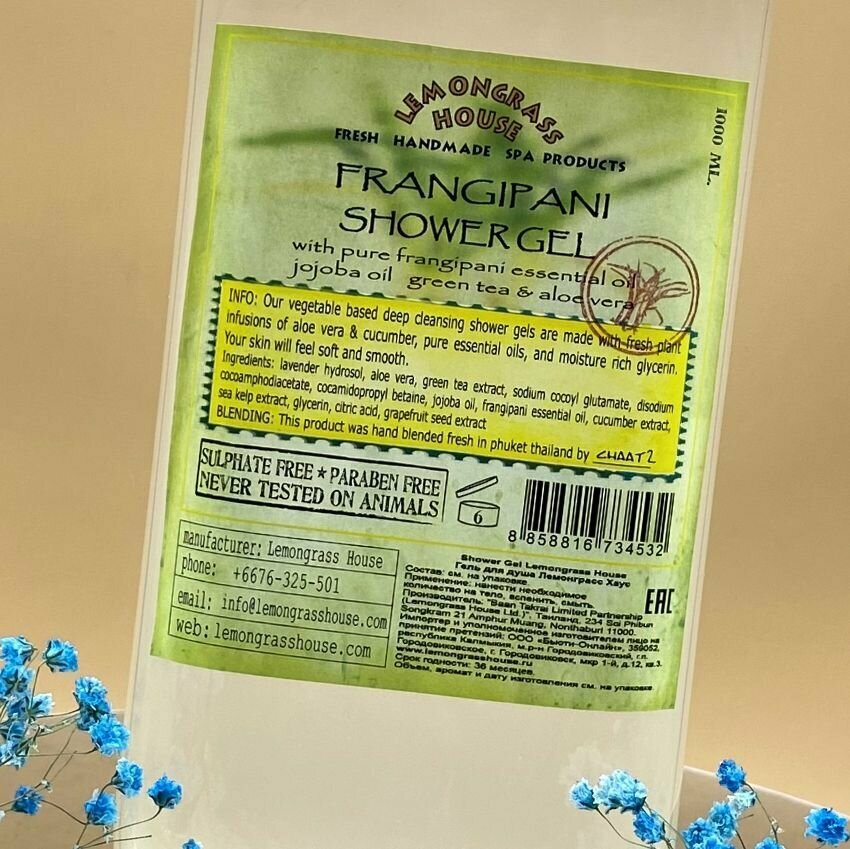 LEMONGRASS
HOUSE
FRESH HANDMADE SPA PRODUCTS
1000 ML.
FRANGIPANI
SHOWER GEL
with pure frangipani essential oil
jojoba oil green tea & aloe vera
INFO: Our vegetable based deep cleansing shower gels are made with fresh plant
infusions of aloe vera & cucumber, pure essential oils, and moisture rich glycerin.
Your skin will feel soft and smooth.
Ingredients: lavender hydrosol, aloe vera, green tea extract, sodium cocoyl glutamate, disodium
cocoamphodiacetate, cocamidopropyl betaine, jojoba oil, frangipani essential oil, cucumber extract,
sea kelp extract, glycerin, citric acid, grapefruit seed extract
BLENDING: This product was hand blended fresh in phuket thailand by CHAAT2
SULPHATE FREE ★ PARABEN FREE
NEVER TESTED ON ANIMALS
6
8 858816 734532
manufacturer: Lemongrass House
phone: +6676-325-501
email: info@lemongrasshouse.com
web: lemongrasshouse.com
Shower Gel Lemongrass House
Гель для душа Лемонграсс Хаус
Состав: см. на упаковке
Применение: нанести необходимое
количество на тело, вспенить, смыть.
Производитель: "Baan Takrai Limited Partnership
(Lemongrass House Ltd.)", Таиланд, 234 Soi Phibun
Songkram 21 Amphur Muang, Nonthaburi 11000.
Импортер и уполномоченное изготовителем лицо на
принятие претензий: ООО «Бьюти-Онлайн», 359052,
республика Калмыкия, м.р-н Городовиковский, г.п.
Городовиковское, г. Городовиковск, мкр 1-й, д.12, кв.3.
www.lemongrasshouse.ru
Срок годности: 36 месяцев.
Объем, аромат и дату изготовления см. на упаковке.
EAC